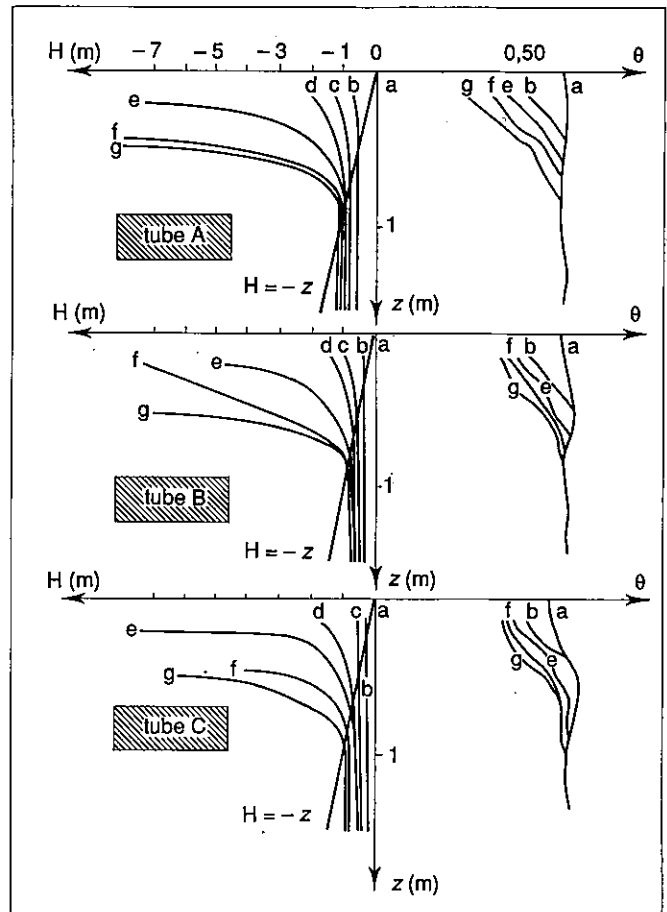 H (m) −7 −5 −3 −1 0 0,50 θ
d c b a g f e b a
e
f
g
tube A
1
H = −z
z (m)
H (m) θ
f e d c b a f b a
g e
g
tube B
1
H = −z
z (m)
H (m) θ
e d c a f b a
g f b g e
tube C
1
H = −z
z (m)